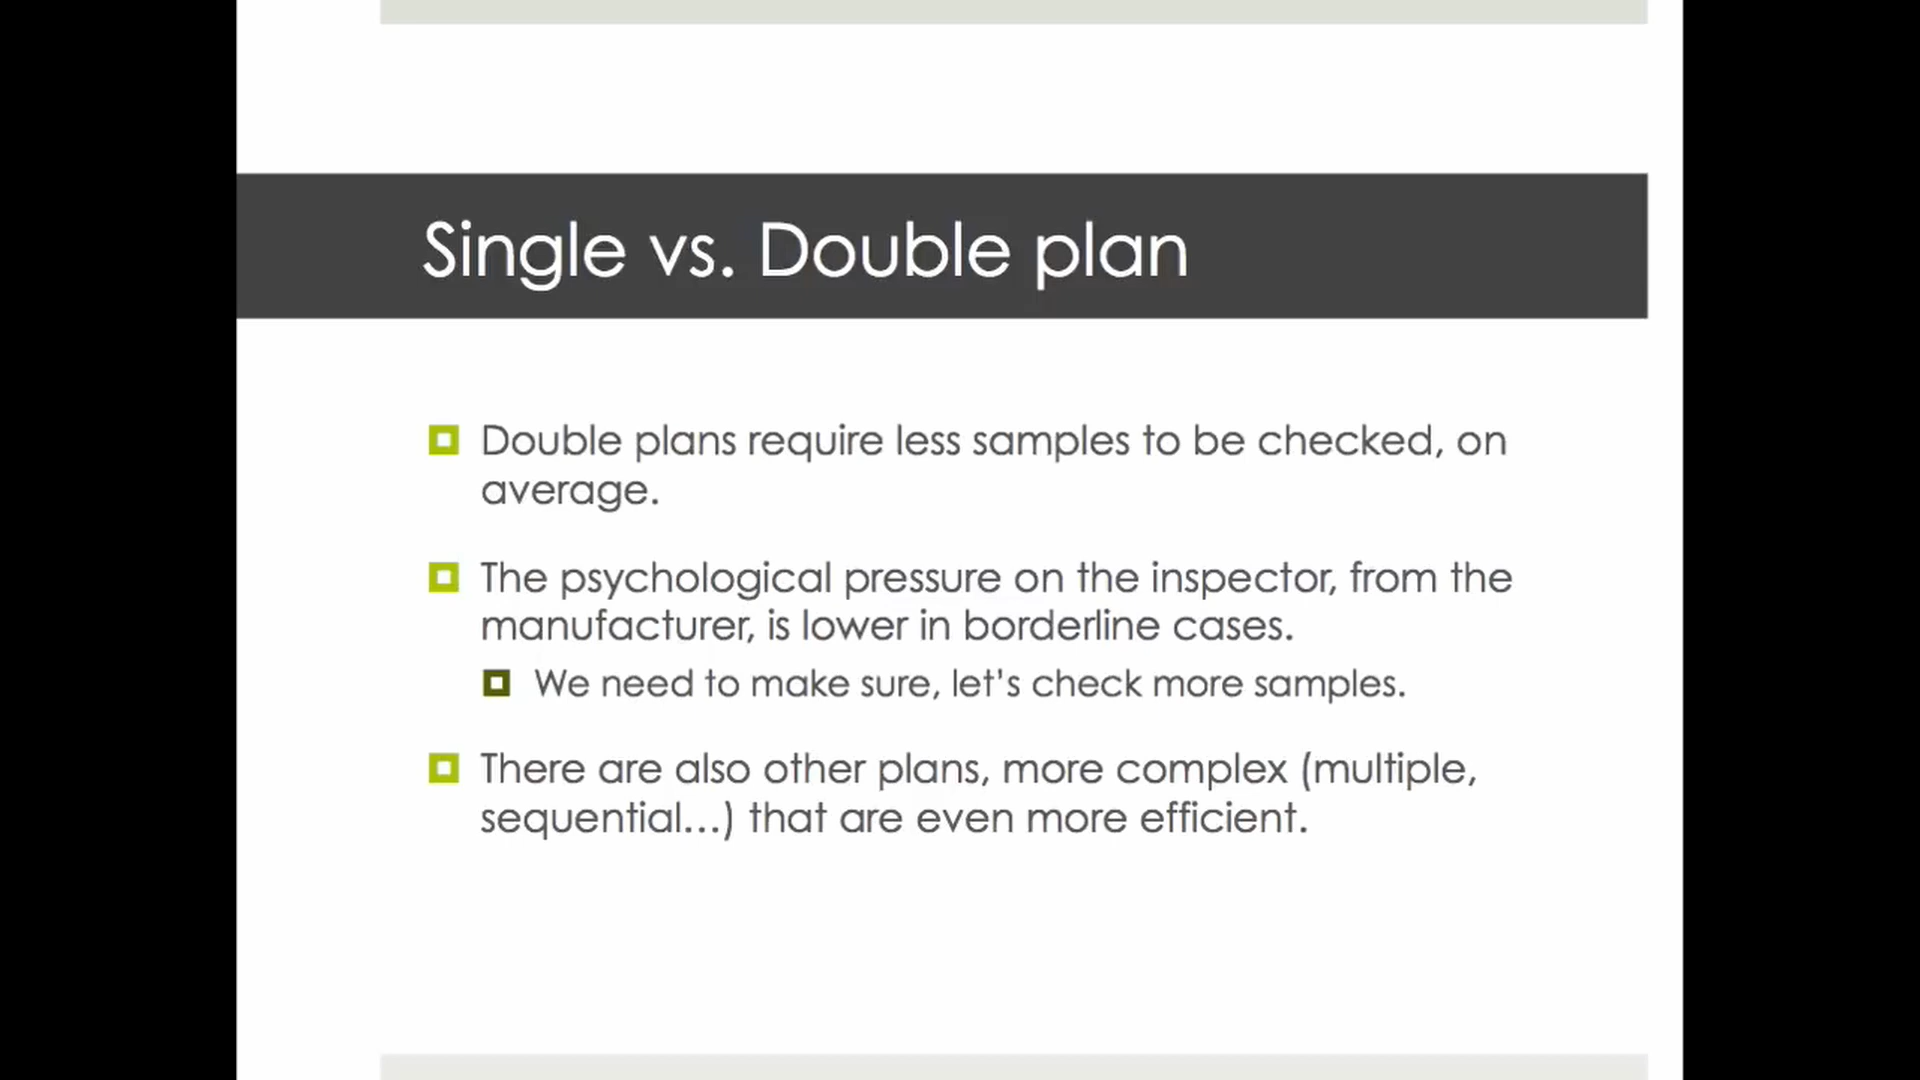 Single vs. Double plan
Double plans require less samples to be checked, on
average.
The psychological pressure on the inspector, from the
manufacturer, is lower in borderline cases.
We need to make sure, let’s check more samples.
There are also other plans, more complex (multiple,
sequential…) that are even more efficient.